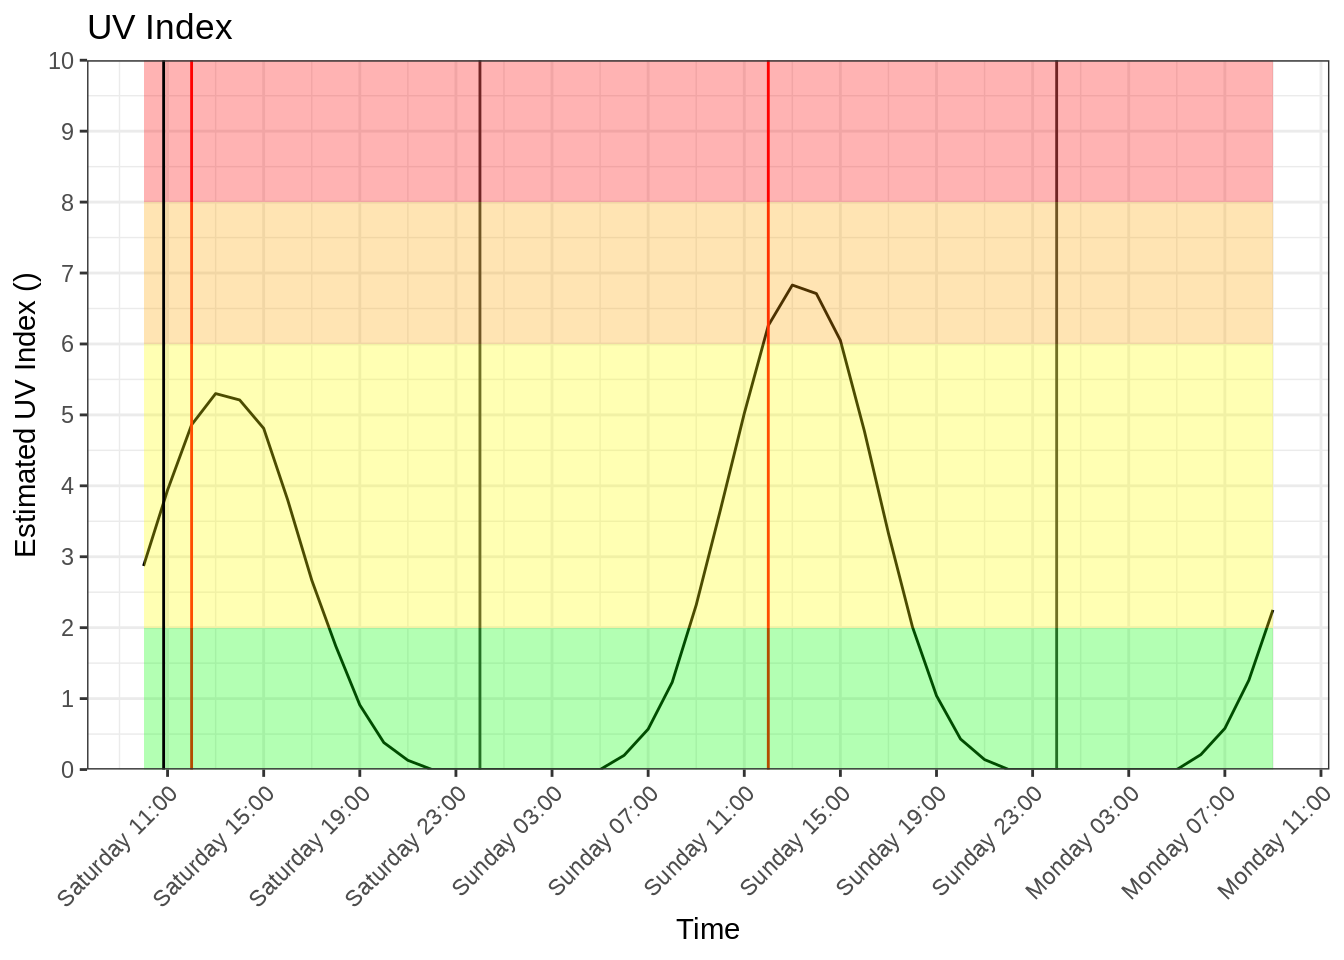 UV Index
Estimated UV Index ()
10
9
8
7
6
5
4
3
2
1
0
Saturday 11:00
Saturday 15:00
Saturday 19:00
Saturday 23:00
Sunday 03:00
Sunday 07:00
Sunday 11:00
Sunday 15:00
Sunday 19:00
Sunday 23:00
Monday 03:00
Monday 07:00
Monday 11:00
Time